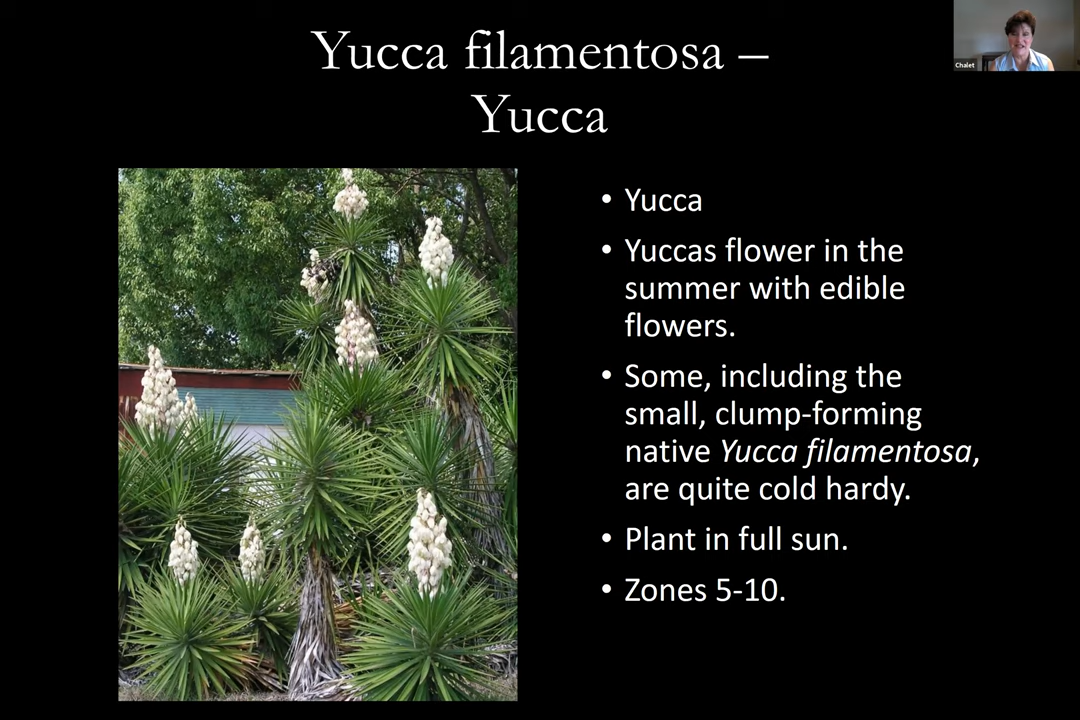 Yucca filamentosa –
Yucca
Chalet
• Yucca
• Yuccas flower in the
summer with edible
flowers.
• Some, including the
small, clump-forming
native Yucca filamentosa,
are quite cold hardy.
• Plant in full sun.
• Zones 5-10.